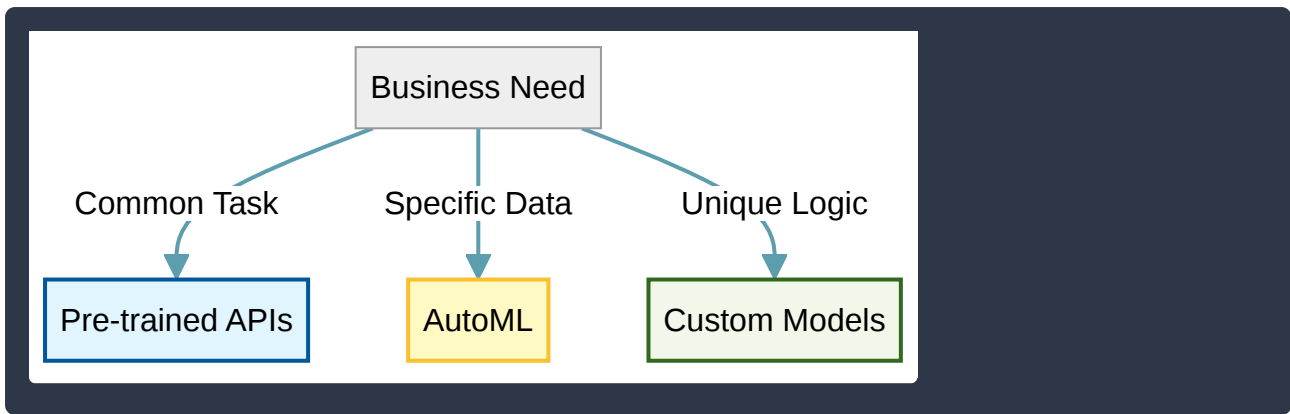 Business Need
Common Task
Specific Data
Unique Logic
Pre-trained APIs
AutoML
Custom Models